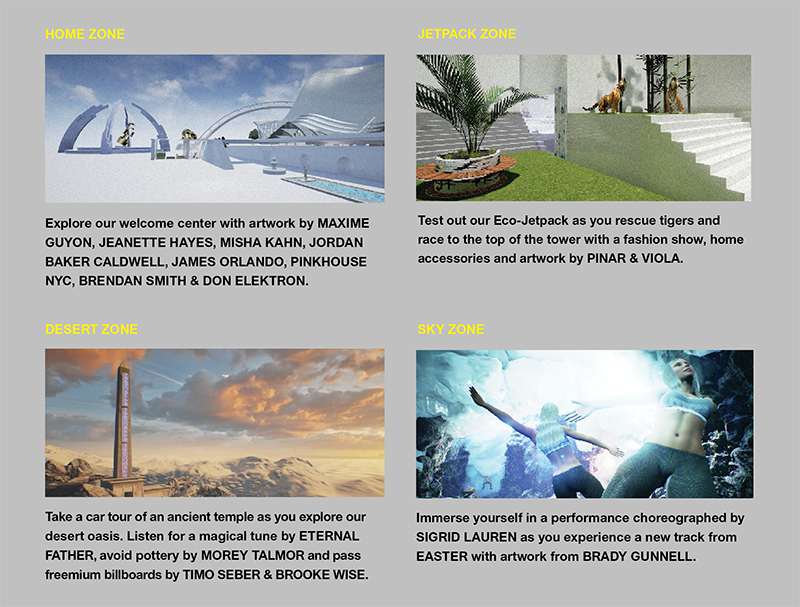 HOME ZONE
Explore our welcome center with artwork by MAXIME
GUYON, JEANETTE HAYES, MISHA KAHN, JORDAN
BAKER CALDWELL, JAMES ORLANDO, PINKHOUSE
NYC, BRENDAN SMITH & DON ELEKTRON.
JETPACK ZONE
Test out our Eco-Jetpack as you rescue tigers and
race to the top of the tower with a fashion show, home
accessories and artwork by PINAR & VIOLA.
DESERT ZONE
Take a car tour of an ancient temple as you explore our
desert oasis. Listen for a magical tune by ETERNAL
FATHER, avoid pottery by MOREY TALMOR and pass
freemium billboards by TIMO SEBER & BROOKE WISE.
SKY ZONE
Immerse yourself in a performance choreographed by
SIGRID LAUREN as you experience a new track from
EASTER with artwork from BRADY GUNNELL.